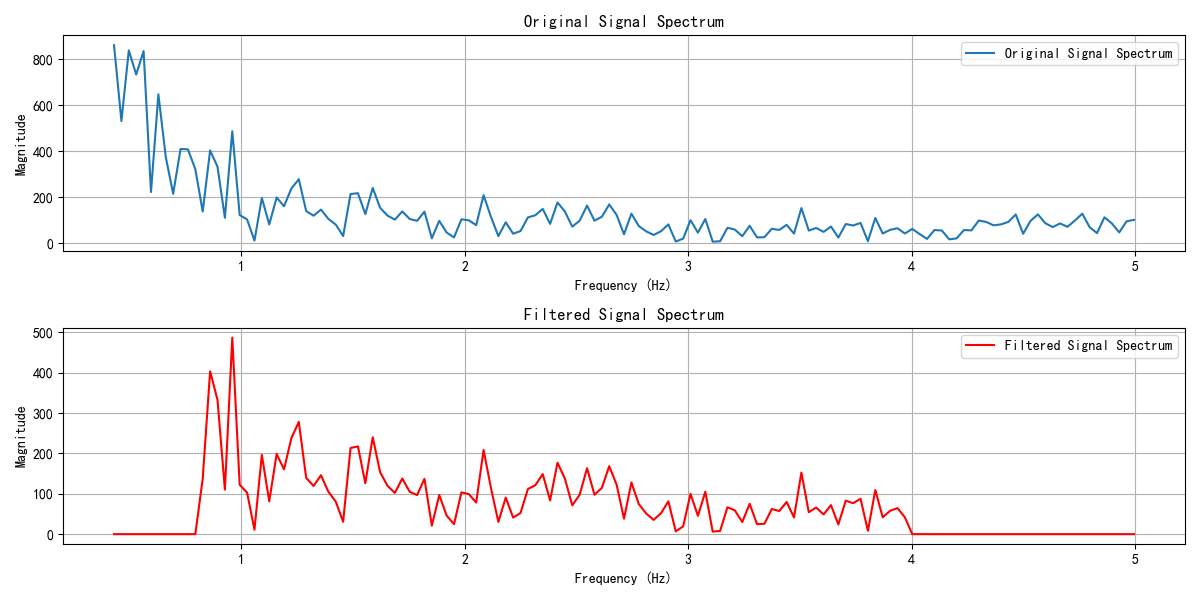 Original Signal Spectrum
Original Signal Spectrum
Magnitude
800
600
400
200
0
1 2 3 4 5
Frequency (Hz)
Filtered Signal Spectrum
Filtered Signal Spectrum
Magnitude
500
400
300
200
100
0
1 2 3 4 5
Frequency (Hz)